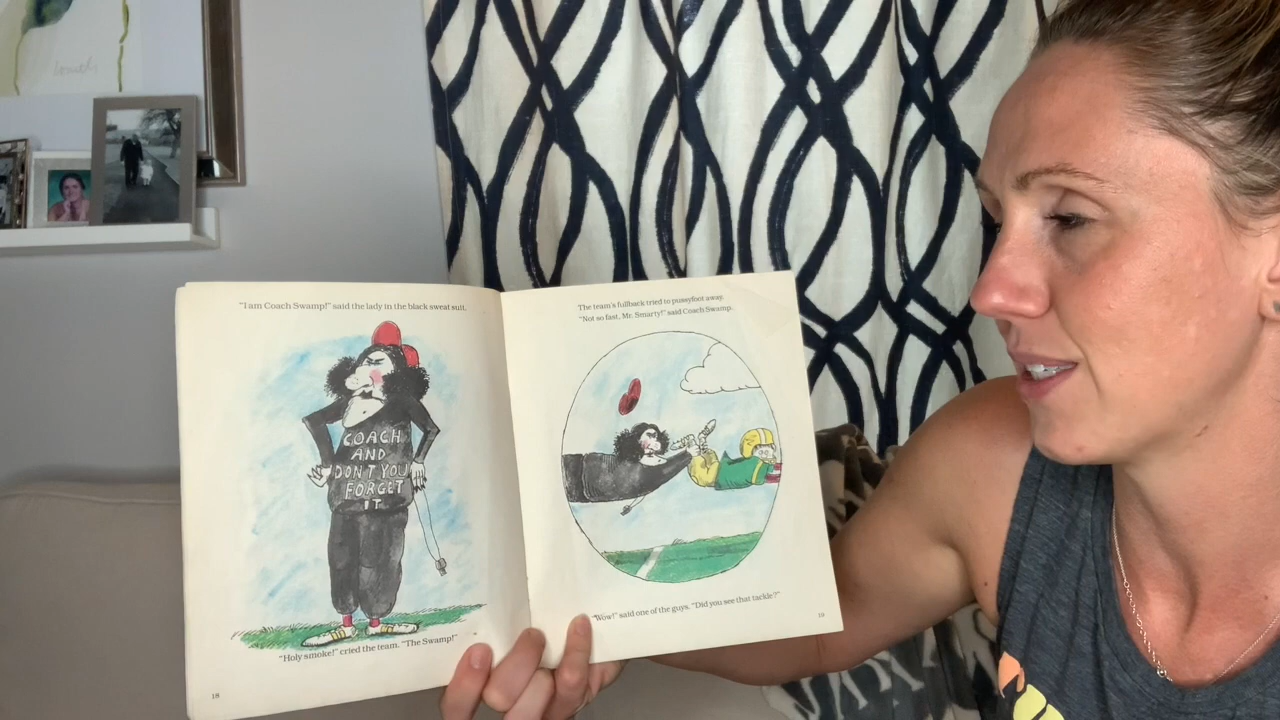 "I am Coach Swamp!" said the lady in the black sweat suit.
COACH
AND
DON'T YOU
FORGET
IT
"Holy smoke!" cried the team. "The Swamp!"
18
The team's fullback tried to pussyfoot away.
"Not so fast, Mr. Smarty!" said Coach Swamp.
"Wow!" said one of the guys. "Did you see that tackle?"
19